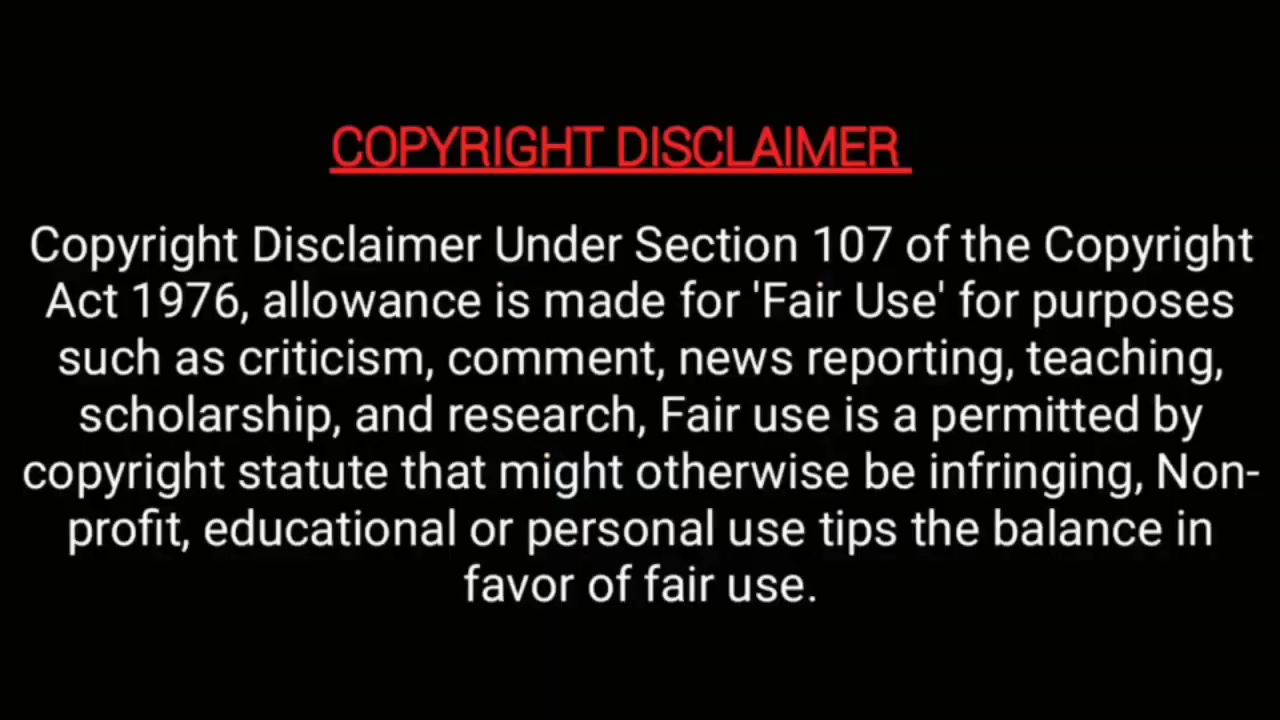 COPYRIGHT DISCLAIMER
Copyright Disclaimer Under Section 107 of the Copyright
Act 1976, allowance is made for 'Fair Use' for purposes
such as criticism, comment, news reporting, teaching,
scholarship, and research, Fair use is a permitted by
copyright statute that might otherwise be infringing, Non-
profit, educational or personal use tips the balance in
favor of fair use.